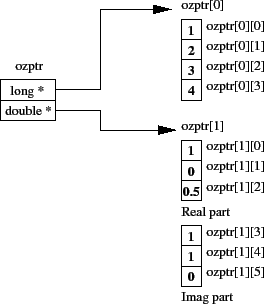 ozptr[0]
1 ozptr[0][0]
2 ozptr[0][1]
3 ozptr[0][2]
4 ozptr[0][3]
ozptr
long *
double *
ozptr[1]
1 ozptr[1][0]
0 ozptr[1][1]
0.5 ozptr[1][2]
Real part
1 ozptr[1][3]
1 ozptr[1][4]
0 ozptr[1][5]
Imag part